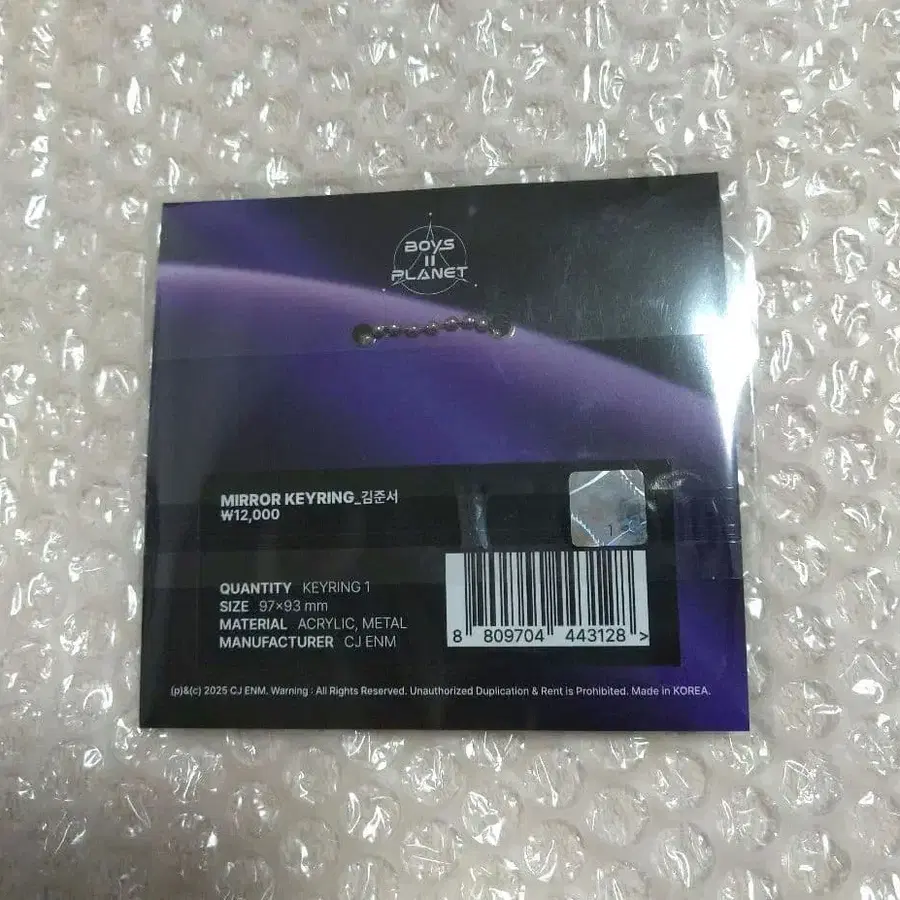 BOYS
II
PLANET
MIRROR KEYRING_김준서
₩12,000
QUANTITY KEYRING 1
SIZE 97×93 mm
MATERIAL ACRYLIC, METAL
MANUFACTURER CJ ENM
8 809704 443128 >
(p)&(c) 2025 CJ ENM. Warning : All Rights Reserved. Unauthorized Duplication & Rent is Prohibited. Made in KOREA.